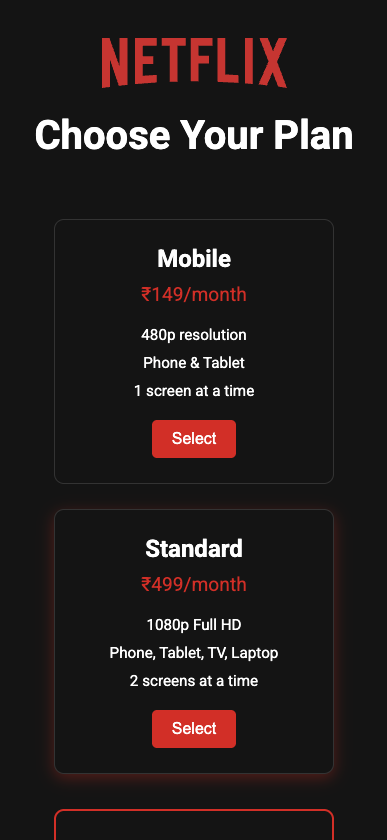 NETFLIX
Choose Your Plan
Mobile
₹149/month
480p resolution
Phone & Tablet
1 screen at a time
Select
Standard
₹499/month
1080p Full HD
Phone, Tablet, TV, Laptop
2 screens at a time
Select